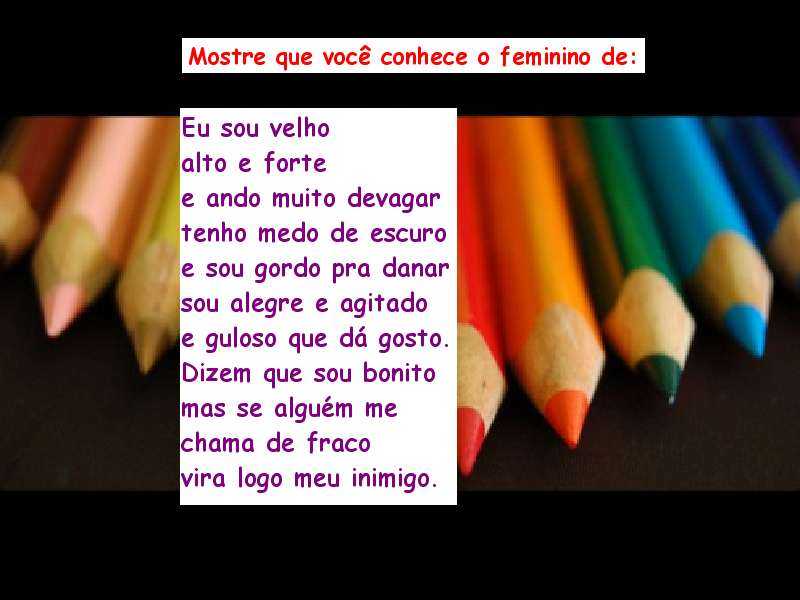 Mostre que você conhece o feminino de:
Eu sou velho
alto e forte
e ando muito devagar
tenho medo de escuro
e sou gordo pra danar
sou alegre e agitado
e guloso que dá gosto.
Dizem que sou bonito
mas se alguém me
chama de fraco
vira logo meu inimigo.